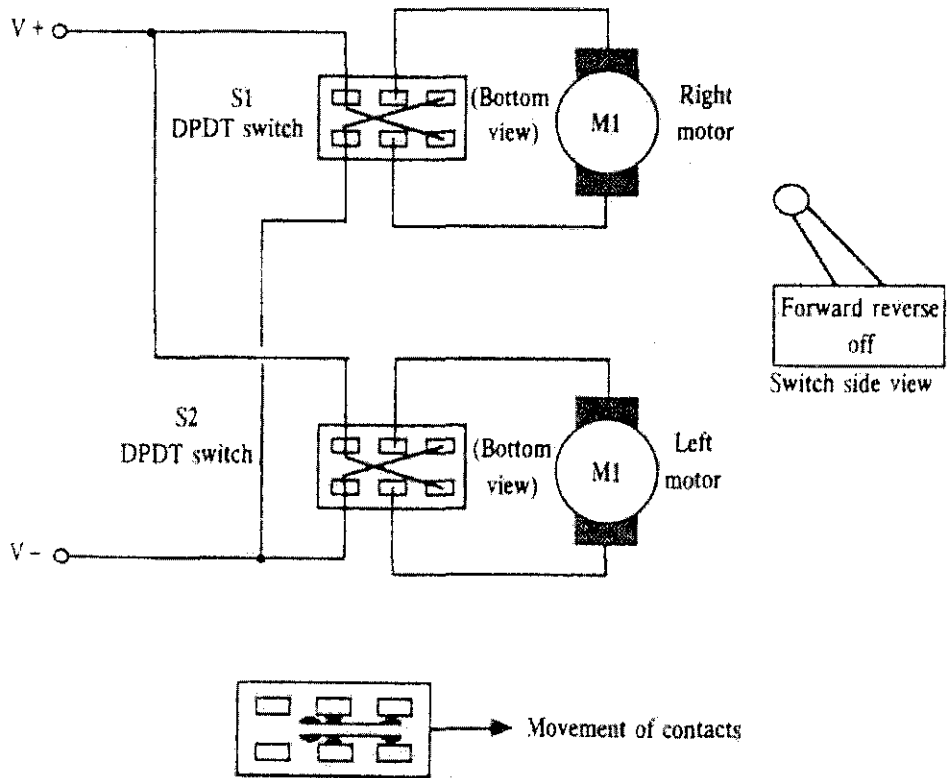 V +
S1
DPDT switch
(Bottom
view)
M1
Right
motor
Forward reverse
off
Switch side view
S2
DPDT switch
(Bottom
view)
M1
Left
motor
V –
Movement of contacts